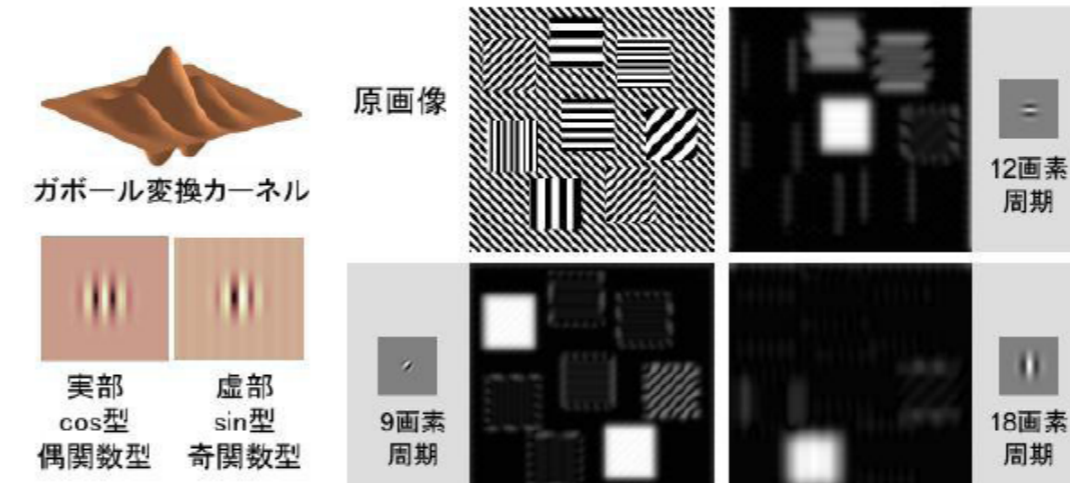 原画像
ガボール変換カーネル
実部
cos型
偶関数型
虚部
sin型
奇関数型
12画素
周期
9画素
周期
18画素
周期